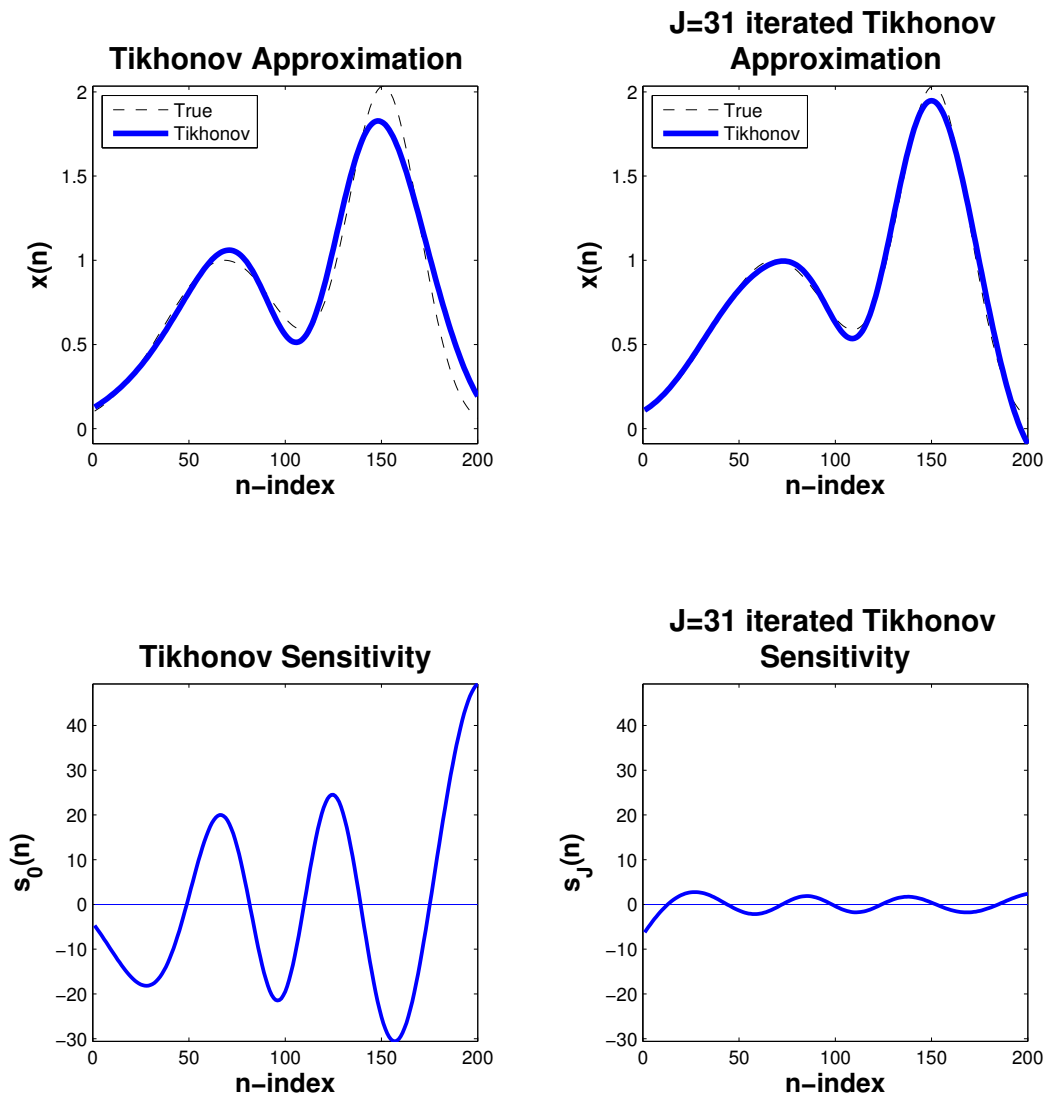 Tikhonov Approximation
True
Tikhonov
2
1.5
1
0.5
0
x(n)
0 50 100 150 200
n−index
J=31 iterated Tikhonov
Approximation
True
Tikhonov
2
1.5
1
0.5
0
x(n)
0 50 100 150 200
n−index
Tikhonov Sensitivity
40
30
20
10
0
−10
−20
−30
s0(n)
0 50 100 150 200
n−index
J=31 iterated Tikhonov
Sensitivity
40
30
20
10
0
−10
−20
−30
sJ(n)
0 50 100 150 200
n−index